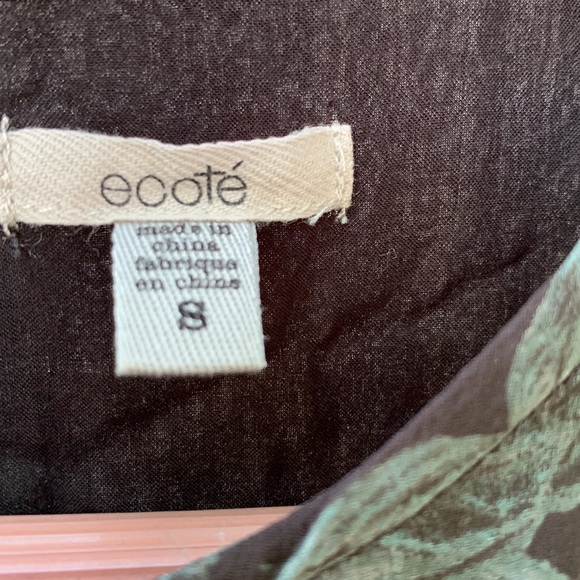 ecoté
made in
china
fabriqué
en chine
S